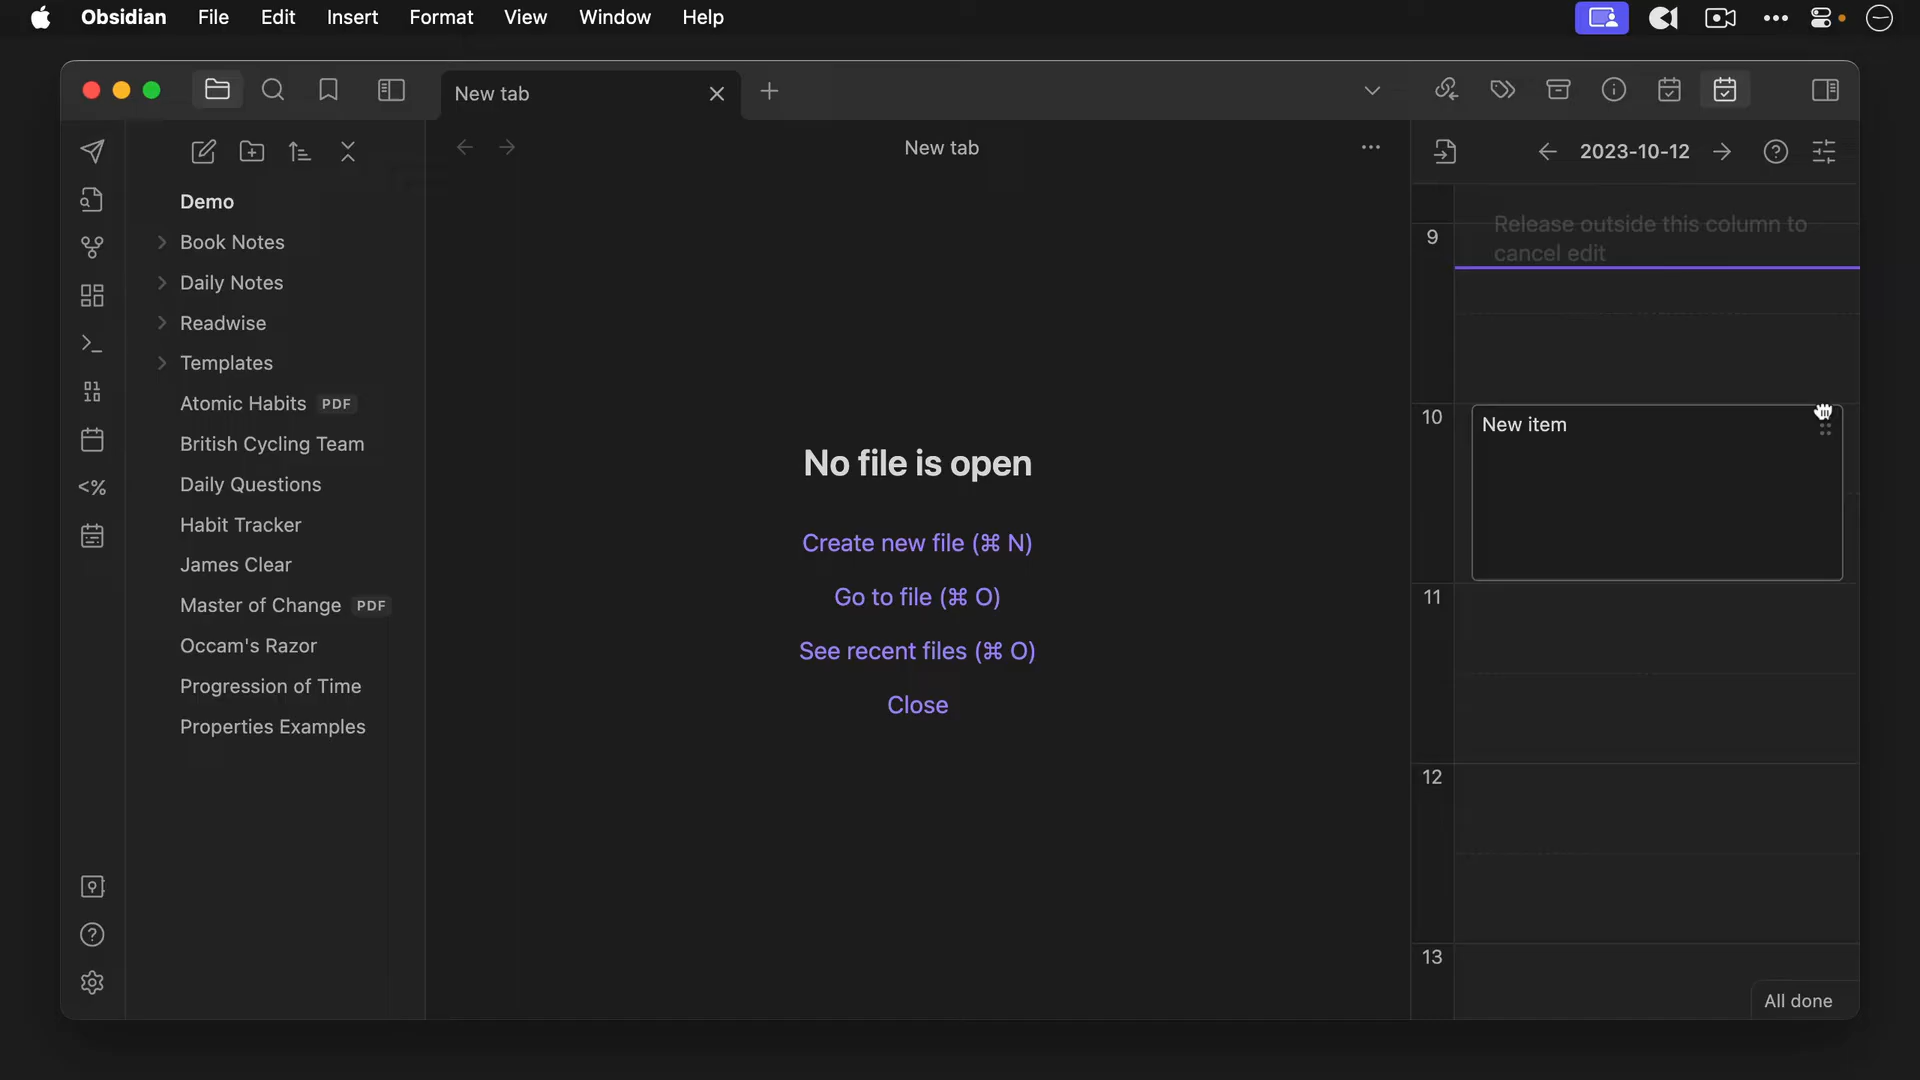 Obsidian File Edit Insert Format View Window Help
New tab
New tab
2023-10-12
Demo
Book Notes
Daily Notes
Readwise
Templates
Atomic Habits PDF
British Cycling Team
Daily Questions
Habit Tracker
James Clear
Master of Change PDF
Occam's Razor
Progression of Time
Properties Examples
No file is open
Create new file (⌘ N)
Go to file (⌘ O)
See recent files (⌘ O)
Close
Release outside this column to
cancel edit
9
10
New item
11
12
13
All done